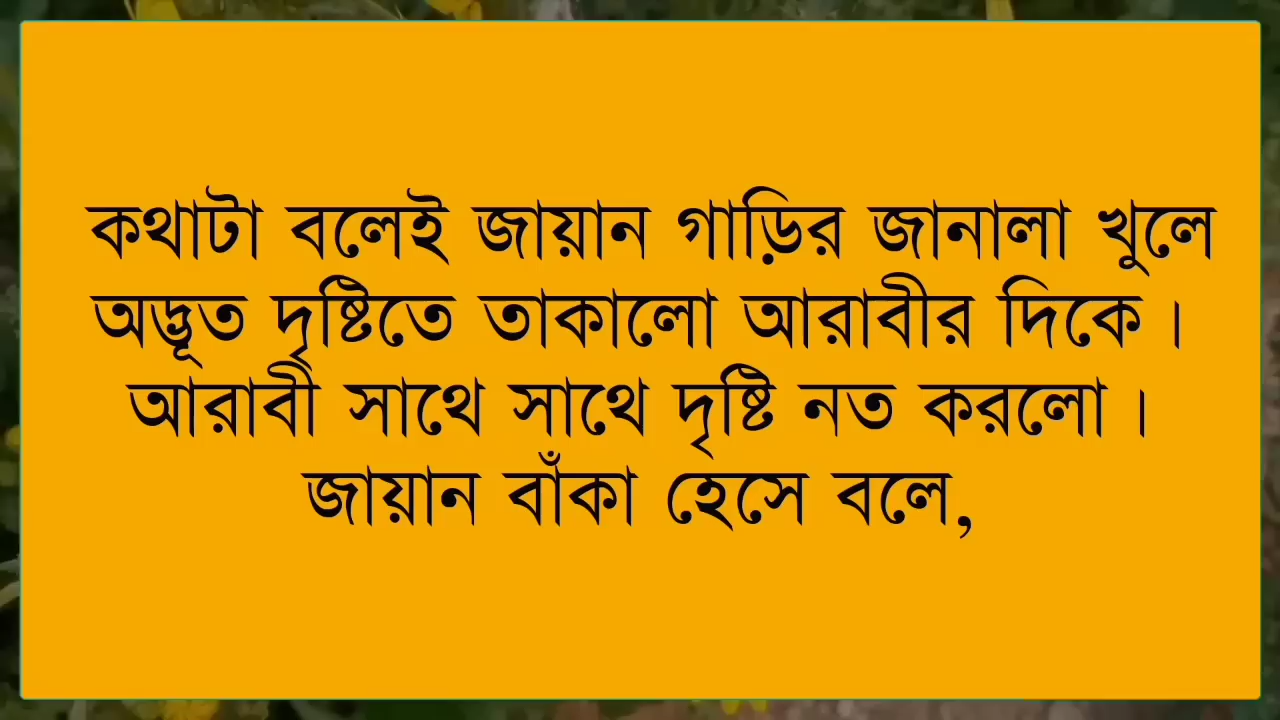 কথাটা বলেই জায়ান গাড়ির জানালা খুলে
অদ্ভূত দৃষ্টিতে তাকালো আরাবীর দিকে।
আরাবী সাথে সাথে দৃষ্টি নত করলো।
জায়ান বাঁকা হেসে বলে,